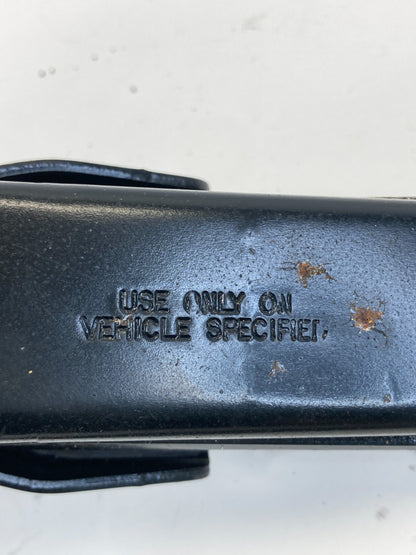 USE ONLY ON
VEHICLE SPECIFIED